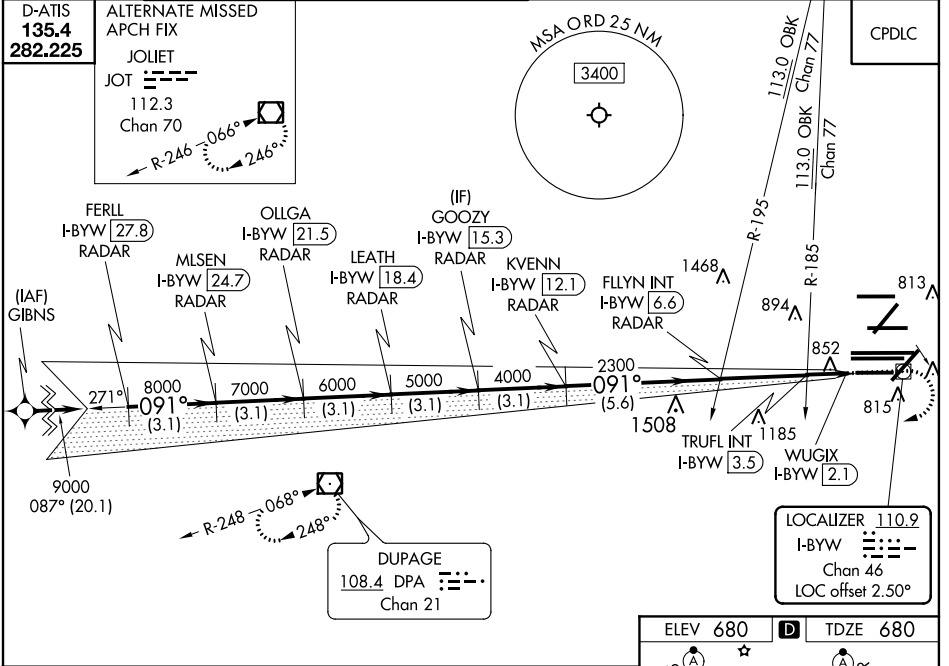 D-ATIS
135.4
282.225
ALTERNATE MISSED
APCH FIX
JOLIET
JOT
112.3
Chan 70
R-246
066°
246°
MSA ORD 25 NM
3400
113.0 OBK
Chan 77
113.0 OBK
Chan 77
R-195
R-185
CPDLC
(IAF)
GIBNS
FERLL
I-BYW 27.8
RADAR
MLSEN
I-BYW 24.7
RADAR
OLLGA
I-BYW 21.5
RADAR
LEATH
I-BYW 18.4
RADAR
(IF)
GOOZY
I-BYW 15.3
RADAR
KVENN
I-BYW 12.1
RADAR
FLLYN INT
I-BYW 6.6
RADAR
1468
894
813
852
815
271°
8000
091°
(3.1)
7000
(3.1)
6000
(3.1)
5000
(3.1)
4000
(3.1)
2300
091°
(5.6)
1508
1185
TRUFL INT
I-BYW 3.5
WUGIX
I-BYW 2.1
9000
087° (20.1)
R-248
068°
248°
DUPAGE
108.4 DPA
Chan 21
LOCALIZER 110.9
I-BYW
Chan 46
LOC offset 2.50°
ELEV 680
D
TDZE 680
A
A